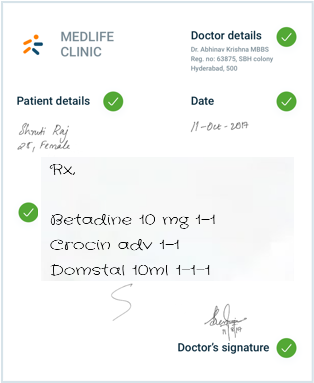 MEDLIFE
CLINIC
Doctor details
Dr. Abhinav Krishna MBBS
Reg. no: 63875, SBH colony
Hyderabad, 500
Patient details
Date
Shruti Raj
25, Female
11-Oct-2017
Rx,
Betadine 10 mg 1-1
Crocin adv 1-1
Domstal 10ml 1-1-1
Doctor's signature